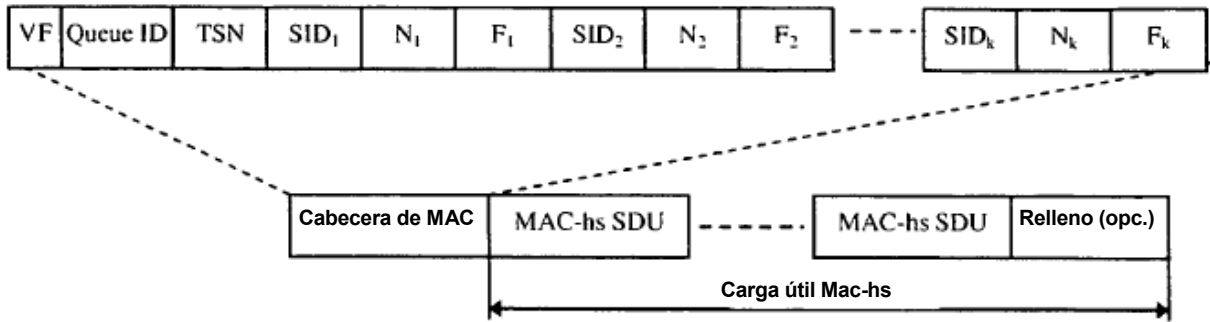 VF Queue ID TSN SID₁ N₁ F₁ SID₂ N₂ F₂ SIDₖ Nₖ Fₖ
Cabecera de MAC MAC-hs SDU MAC-hs SDU Relleno (opc.)
Carga útil Mac-hs